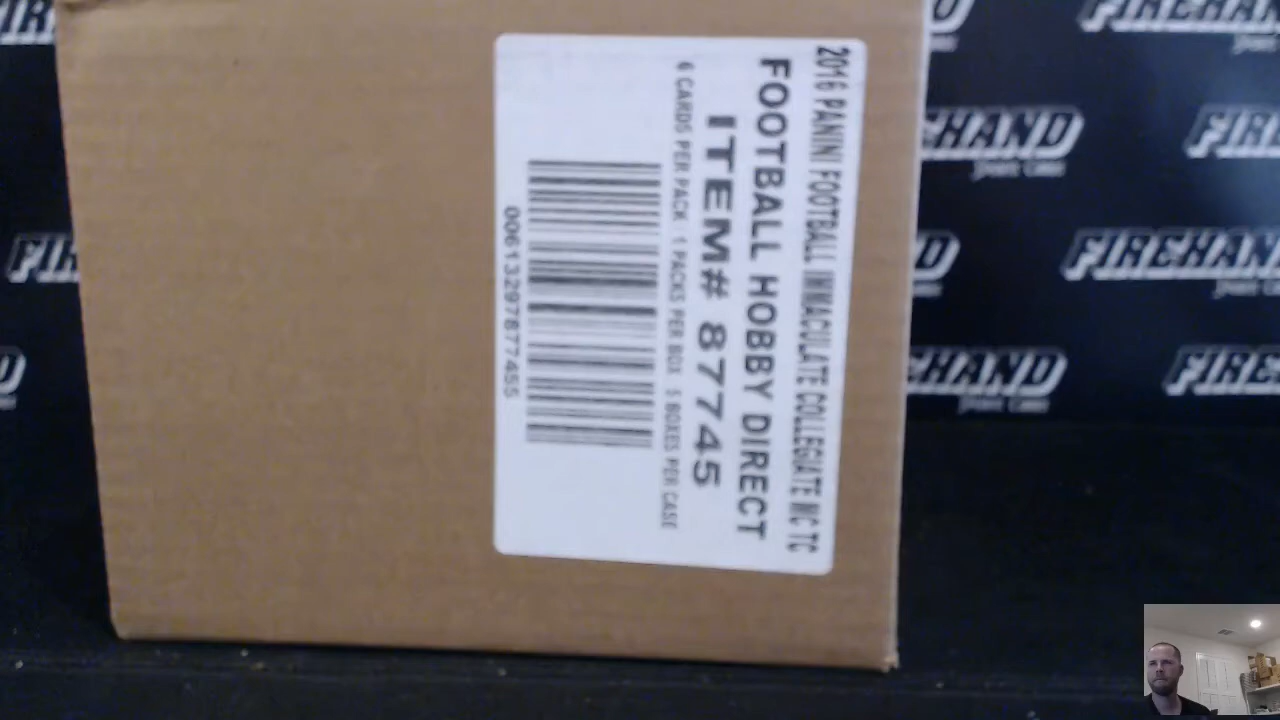 2016 PANINI FOOTBALL IMMACULATE COLLEGIATE MC TC
FOOTBALL HOBBY DIRECT
ITEM# 87745
6 CARDS PER PACK 1 PACKS PER BOX 5 BOXES PER CASE
00613297877455
FIREHAND
FIREHAND
FIREHAND
FIREHAND